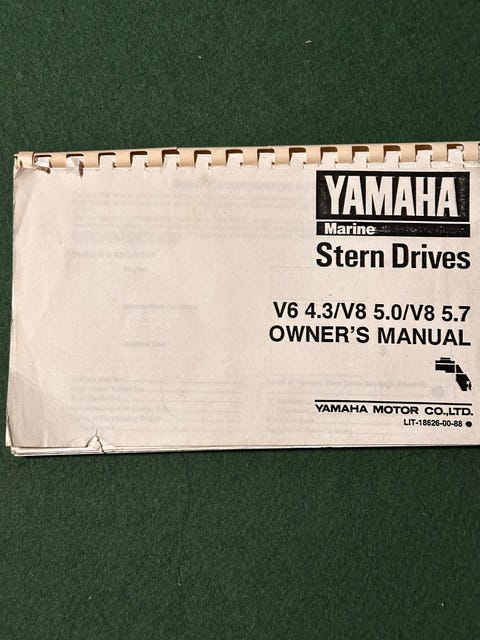 YAMAHA
Marine
Stern Drives
V6 4.3/V8 5.0/V8 5.7
OWNER'S MANUAL
YAMAHA MOTOR CO.,LTD.
LIT-18626-00-88